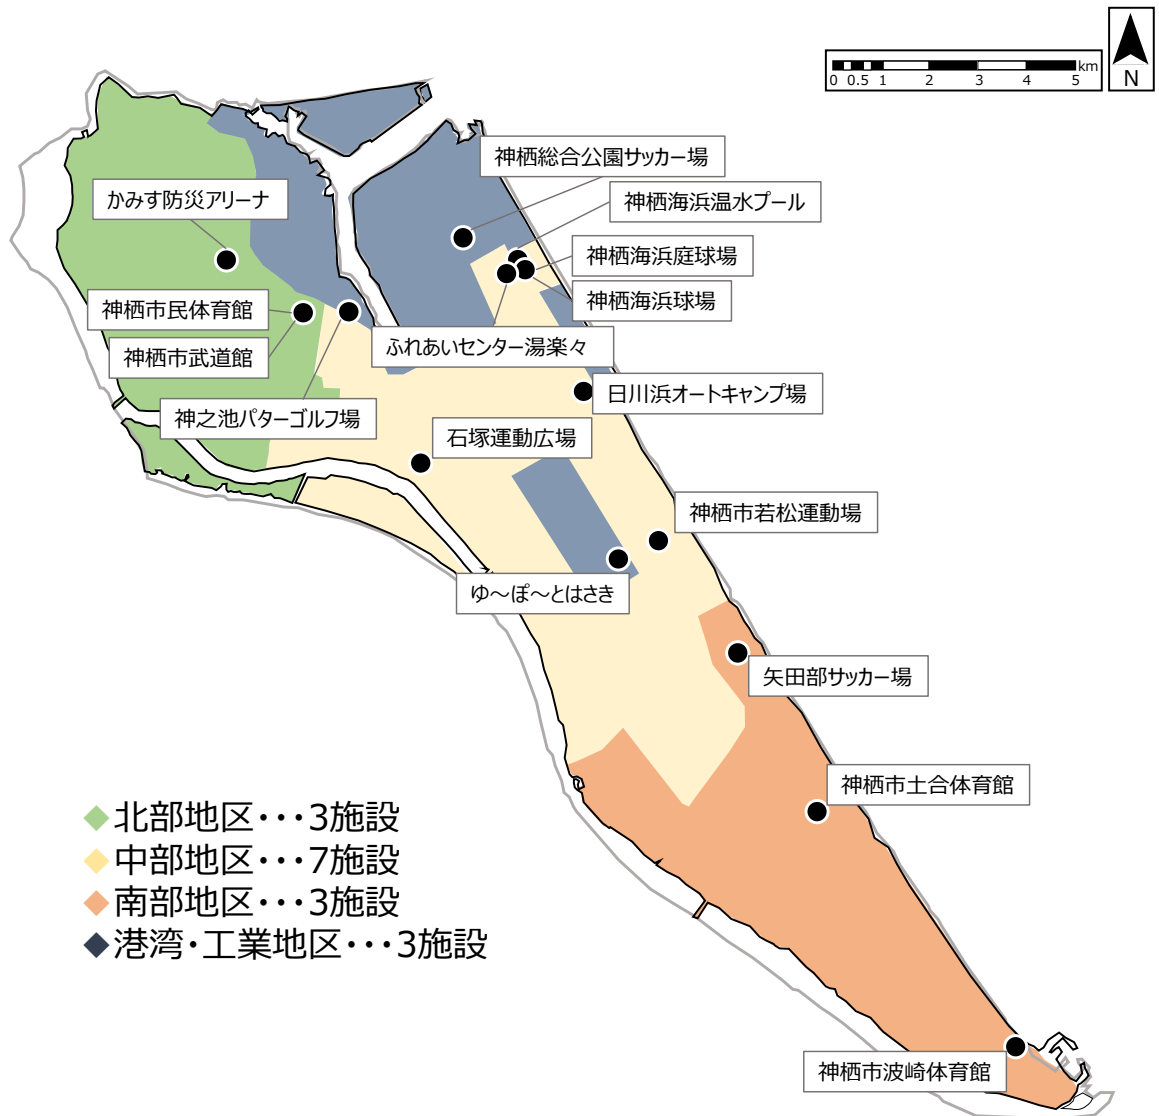 N
km
0 0.5 1 2 3 4 5
神栖総合公園サッカー場
神栖海浜温水プール
かみす防災アリーナ
神栖海浜庭球場
神栖海浜球場
神栖市民体育館
ふれあいセンター湯楽々
神栖市武道館
日川浜オートキャンプ場
神之池パターゴルフ場
石塚運動広場
神栖市若松運動場
ゆ～ぽ～とはさき
矢田部サッカー場
神栖市土合体育館
◆北部地区・・・3施設
◆中部地区・・・7施設
◆南部地区・・・3施設
◆港湾・工業地区・・・3施設
神栖市波崎体育館